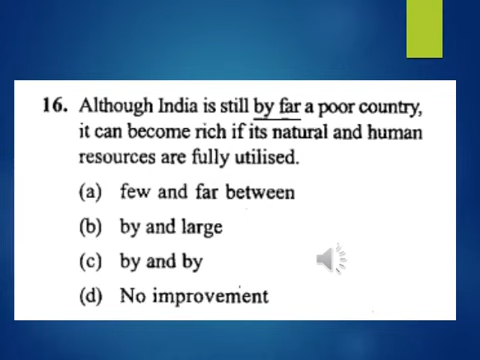 16. Although India is still by far a poor country,
it can become rich if its natural and human
resources are fully utilised.
(a) few and far between
(b) by and large
(c) by and by
(d) No improvement